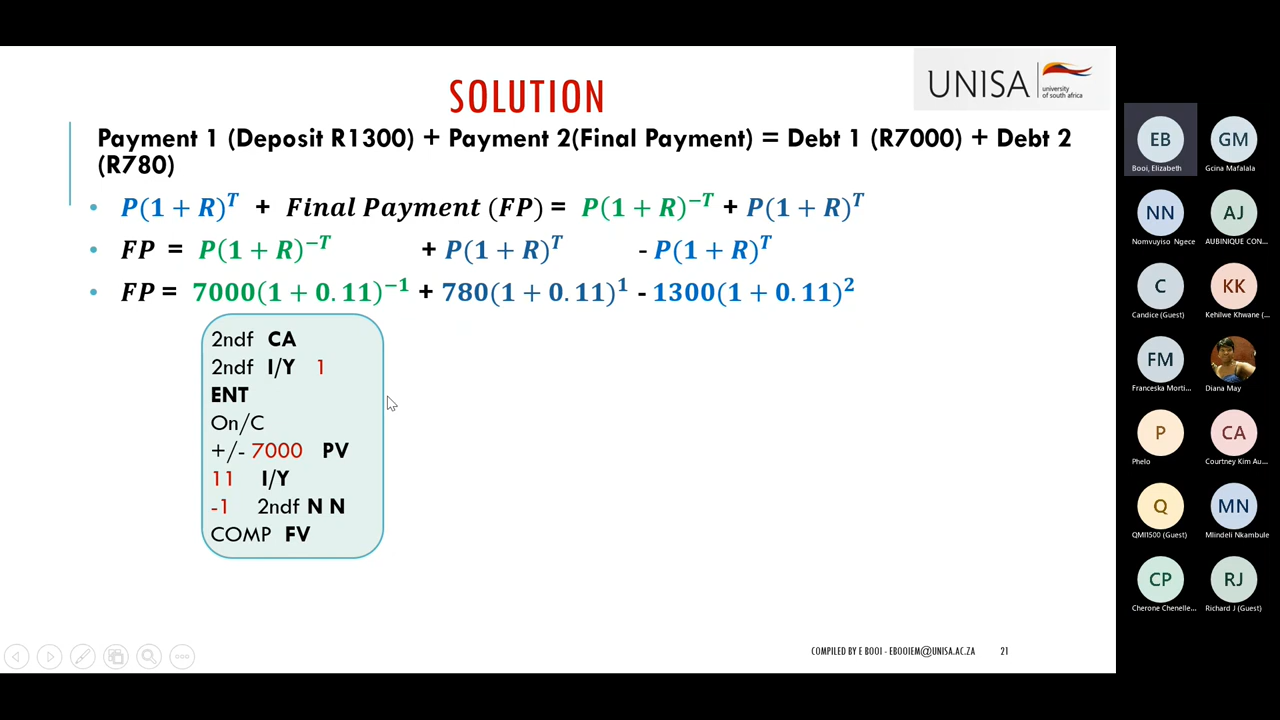 SOLUTION
UNISA
university
of south africa
Payment 1 (Deposit R1300) + Payment 2(Final Payment) = Debt 1 (R7000) + Debt 2
(R780)
• P(1 + R)^T + Final Payment (FP) = P(1 + R)^−T + P(1 + R)^T
• FP = P(1 + R)^−T + P(1 + R)^T - P(1 + R)^T
• FP = 7000(1 + 0.11)^−1 + 780(1 + 0.11)^1 - 1300(1 + 0.11)^2
2ndf CA
2ndf I/Y 1
ENT
On/C
+/- 7000 PV
11 I/Y
-1 2ndf N N
COMP FV
COMPILED BY E BOOI - EBOOIEM@UNISA.AC.ZA 21
EB GM
Booi, Elizabeth Gcina Mafalala
NN AJ
Nomvuyiso Ngece AUBINIQUE CON...
C KK
Candice (Guest) Kehilwe Khwane (...
FM
Franceska Morti... Diana May
P CA
Phelo Courtney Kim Au...
Q MN
QMI1500 (Guest) Mlindeli Nkambule
CP RJ
Cherone Chenelle... Richard J (Guest)